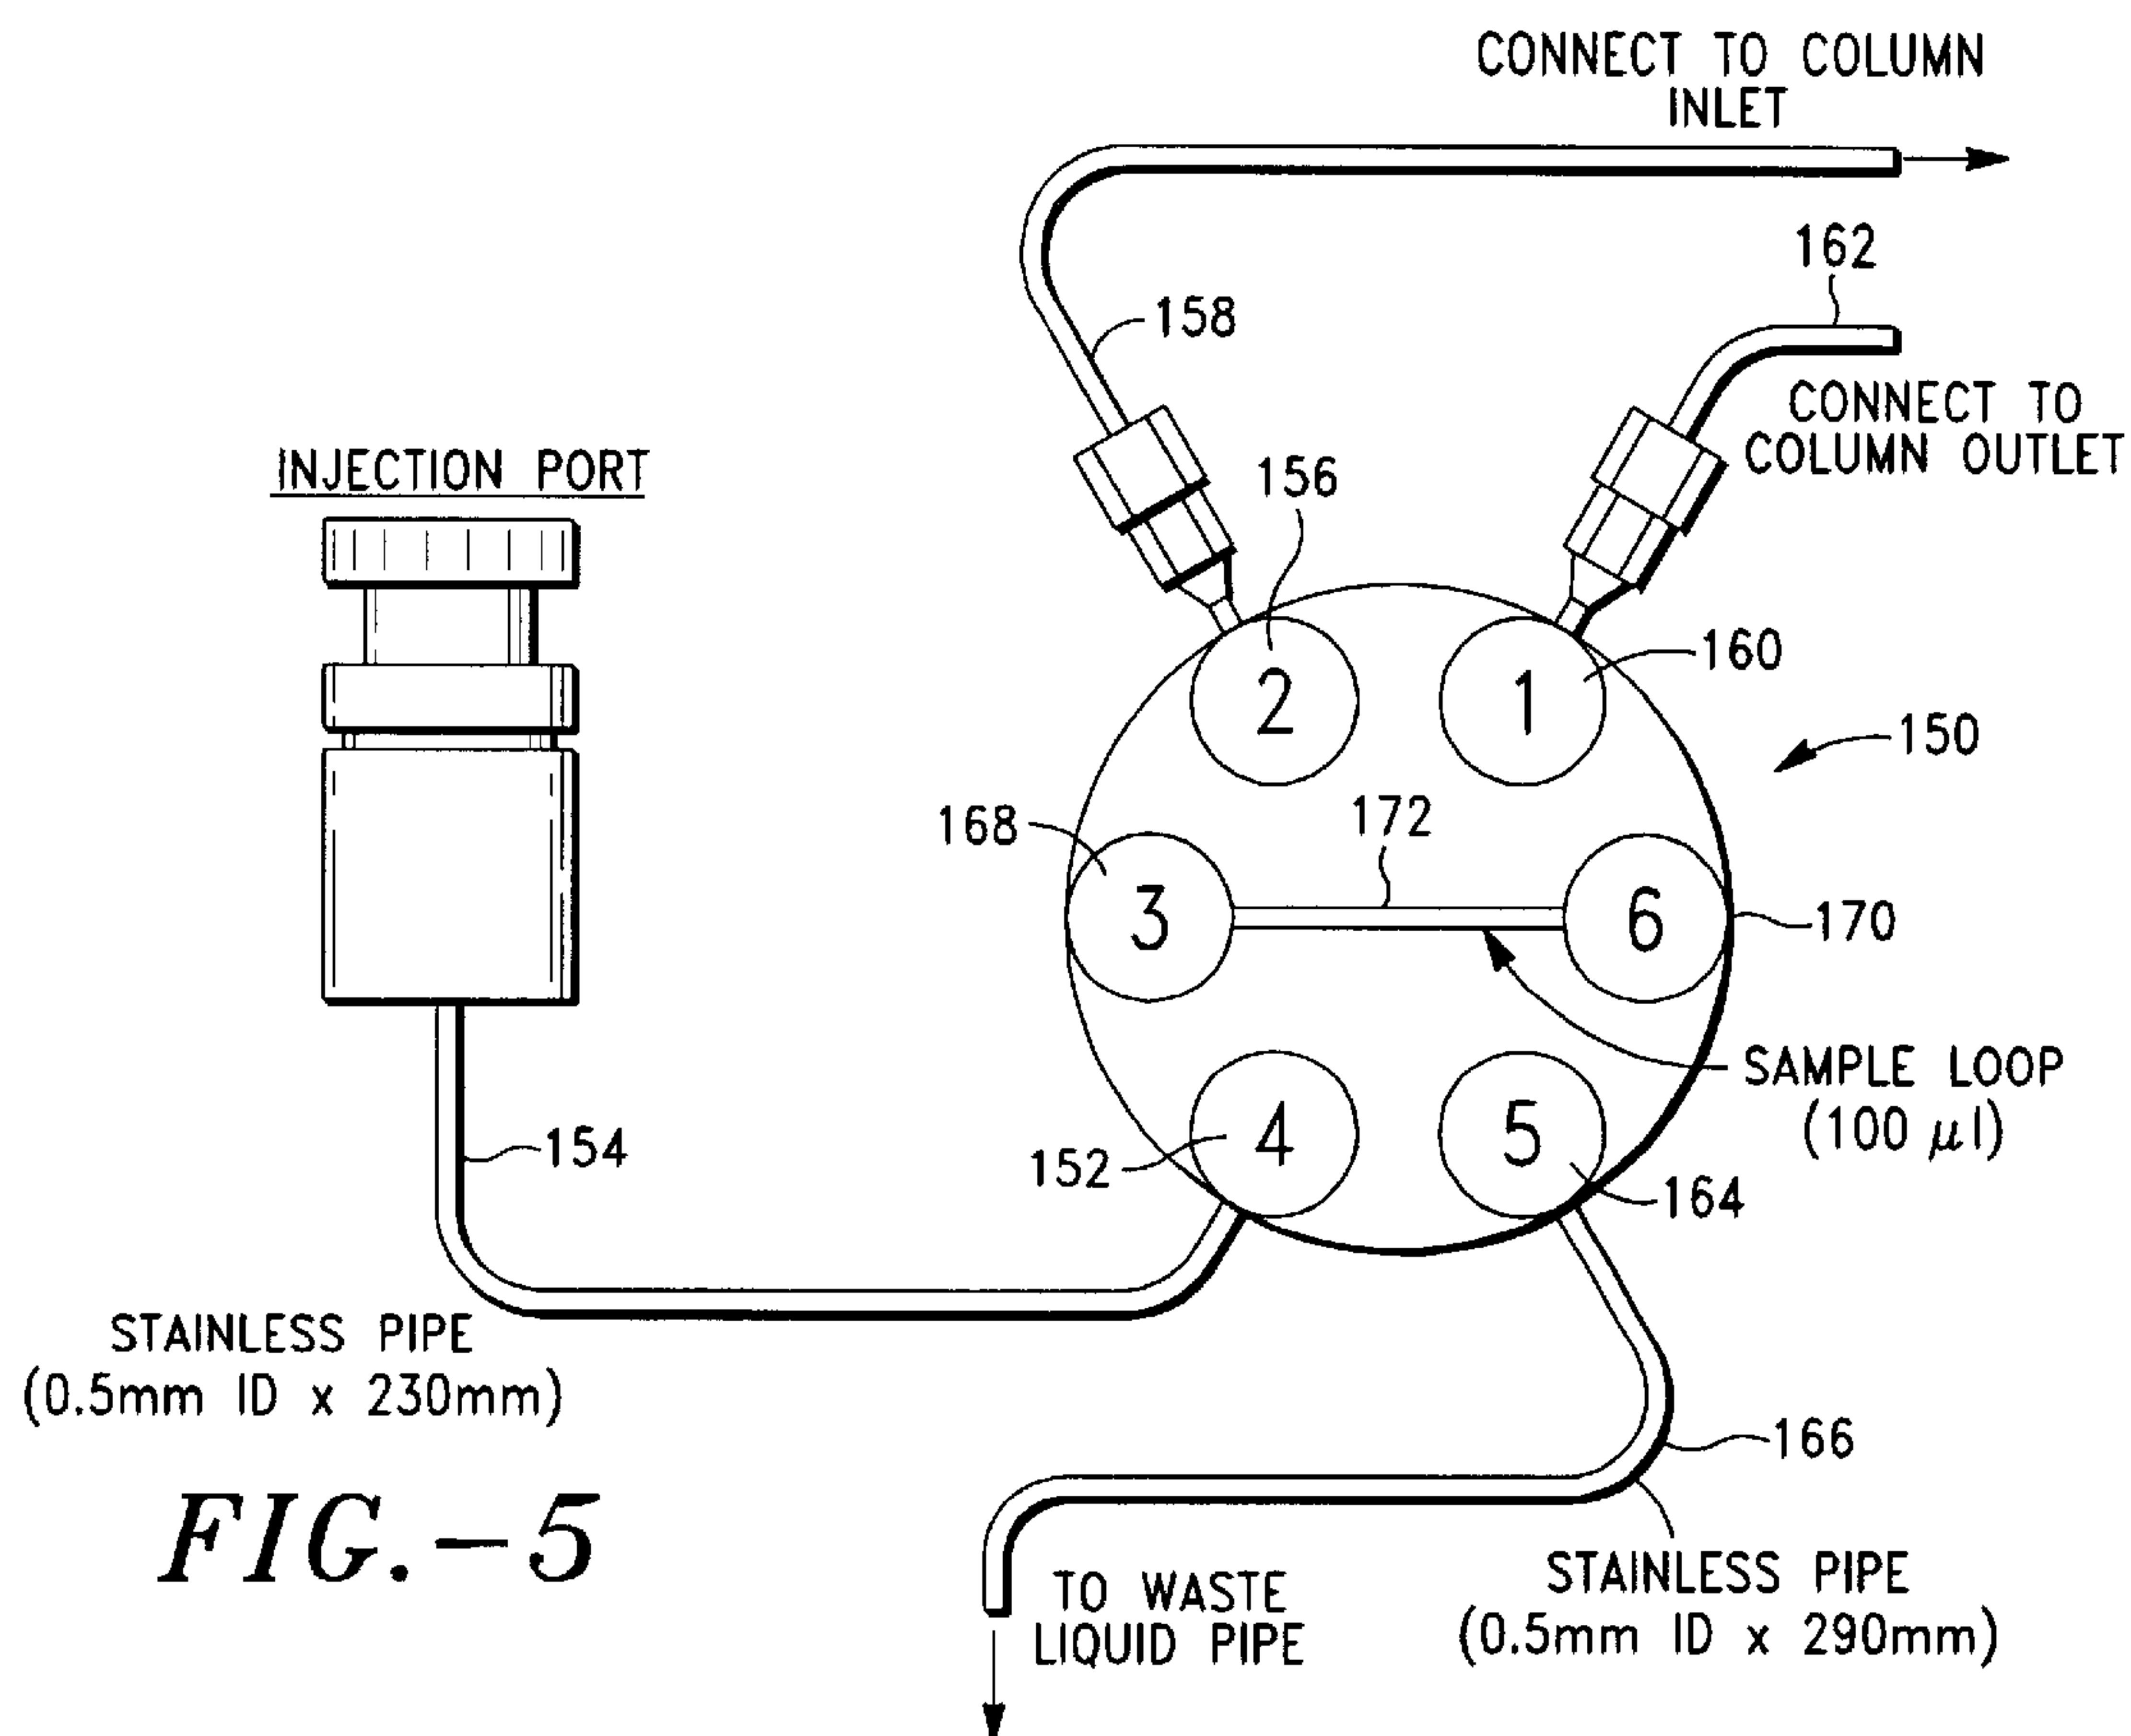 CONNECT TO COLUMN
INLET
162
158
CONNECT TO
COLUMN OUTLET
INJECTION PORT
156
2
1
160
150
168
172
3
6
170
SAMPLE LOOP
(100 μl)
4
5
152
154
164
STAINLESS PIPE
(0.5mm ID x 230mm)
166
FIG.-5
TO WASTE
LIQUID PIPE
STAINLESS PIPE
(0.5mm ID x 290mm)